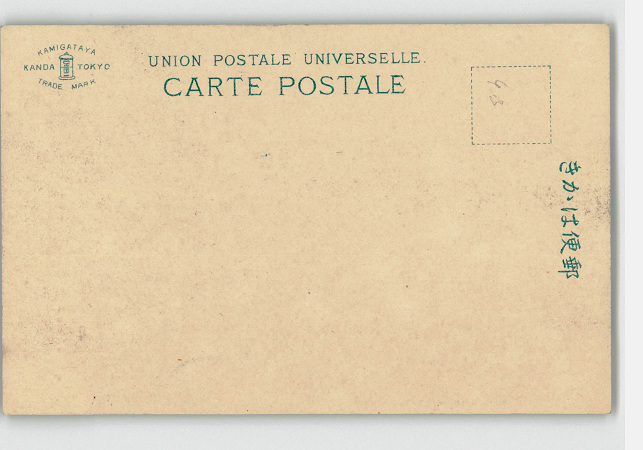 KAMIGATAYA
KANDA TOKYO
TRADE MARK
UNION POSTALE UNIVERSELLE.
CARTE POSTALE
郵便はかき